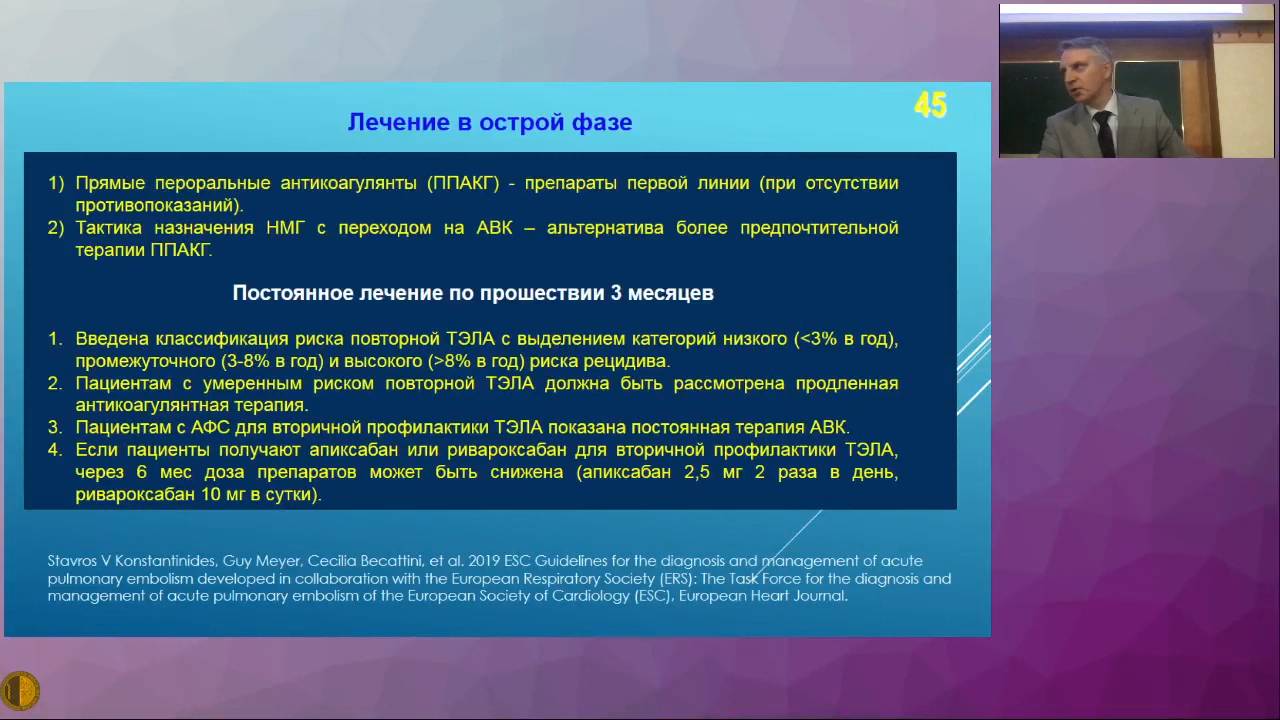 45
Лечение в острой фазе
1) Прямые пероральные антикоагулянты (ППАКГ) - препараты первой линии (при отсутствии
противопоказаний).
2) Тактика назначения НМГ с переходом на АВК – альтернатива более предпочтительной
терапии ППАКГ.
Постоянное лечение по прошествии 3 месяцев
1. Введена классификация риска повторной ТЭЛА с выделением категорий низкого (<3% в год),
промежуточного (3-8% в год) и высокого (>8% в год) риска рецидива.
2. Пациентам с умеренным риском повторной ТЭЛА должна быть рассмотрена продленная
антикоагулянтная терапия.
3. Пациентам с АФС для вторичной профилактики ТЭЛА показана постоянная терапия АВК.
4. Если пациенты получают апиксабан или ривароксабан для вторичной профилактики ТЭЛА,
через 6 мес доза препаратов может быть снижена (апиксабан 2,5 мг 2 раза в день,
ривароксабан 10 мг в сутки).
Stavros V Konstantinides, Guy Meyer, Cecilia Becattini, et al. 2019 ESC Guidelines for the diagnosis and management of acute
pulmonary embolism developed in collaboration with the European Respiratory Society (ERS): The Task Force for the diagnosis and
management of acute pulmonary embolism of the European Society of Cardiology (ESC), European Heart Journal.